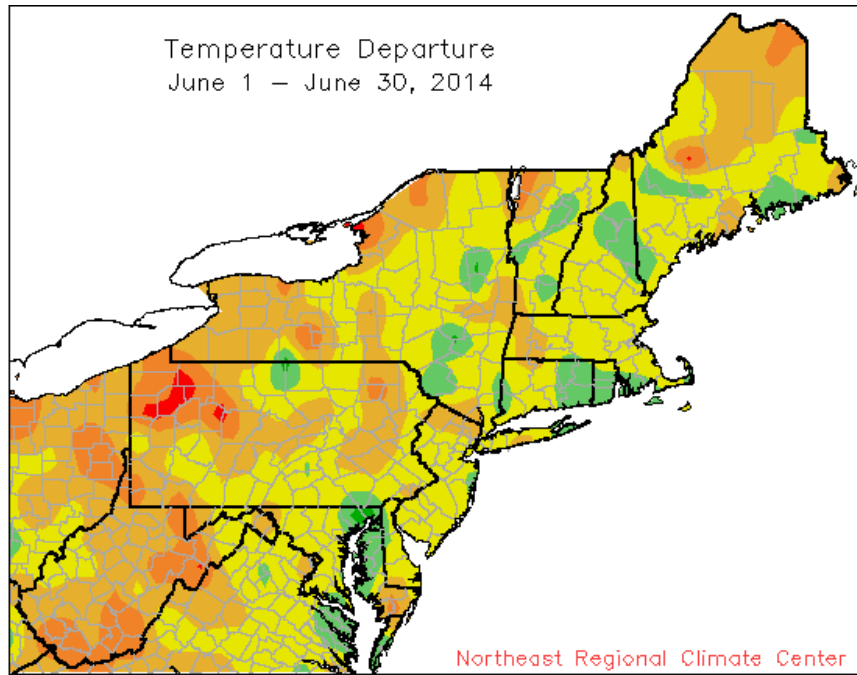 Temperature Departure
June 1 – June 30, 2014
Northeast Regional Climate Center